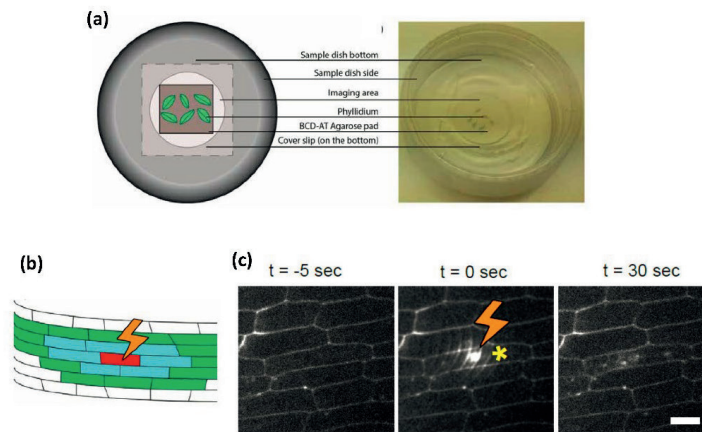 (a)
Sample dish bottom
Sample dish side
Imaging area
Phyllidium
BCD-AT Agarose pad
Cover slip (on the bottom)
(b)
(c)
t = -5 sec
t = 0 sec
t = 30 sec
*